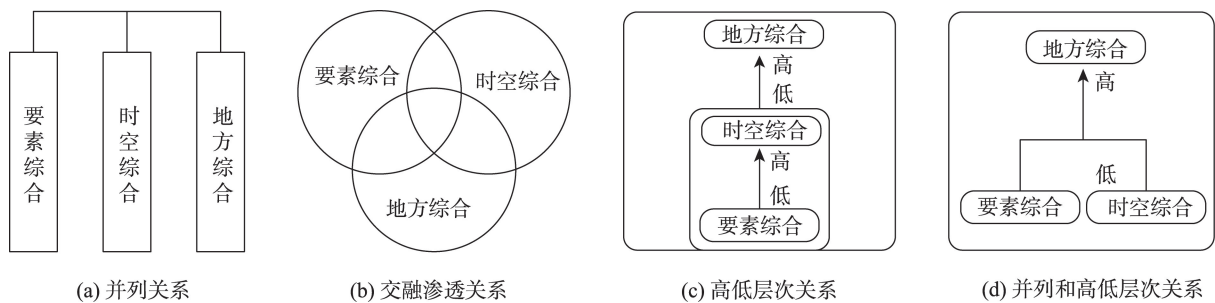 要素综合
时空综合
地方综合
(a) 并列关系
要素综合
时空综合
地方综合
(b) 交融渗透关系
地方综合
高
低
时空综合
高
低
要素综合
(c) 高低层次关系
地方综合
高
低
要素综合
时空综合
(d) 并列和高低层次关系